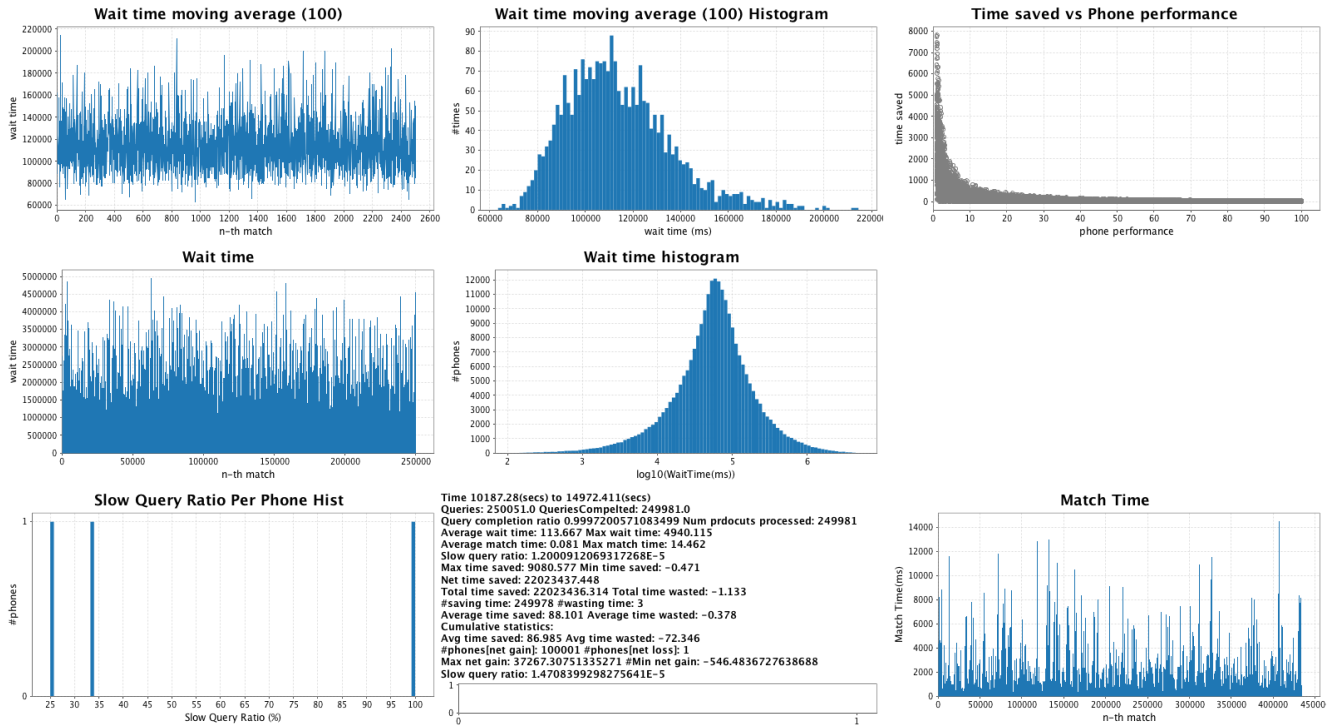 Wait time moving average (100)
220000
200000
180000
160000
140000
120000
100000
80000
60000
wait time
0 200 400 600 800 1000 1200 1400 1600 1800 2000 2200 2400 2600
n-th match
Wait time moving average (100) Histogram
90
80
70
60
50
40
30
20
10
0
#times
60000 80000 100000 120000 140000 160000 180000 200000 220000
wait time (ms)
Time saved vs Phone performance
8000
7000
6000
5000
4000
3000
2000
1000
0
time saved
0 10 20 30 40 50 60 70 80 90 100
phone performance
Wait time
5000000
4500000
4000000
3500000
3000000
2500000
2000000
1500000
1000000
500000
0
wait time
0 50000 100000 150000 200000 250000
n-th match
Wait time histogram
12000
11000
10000
9000
8000
7000
6000
5000
4000
3000
2000
1000
0
#phones
2 3 4 5 6
log10(WaitTime(ms))
Slow Query Ratio Per Phone Hist
1
0
#phones
25 30 35 40 45 50 55 60 65 70 75 80 85 90 95 100
Slow Query Ratio (%)
Time 10187.28(secs) to 14972.411(secs)
Queries: 250051.0 QueriesCompelted: 249981.0
Query completion ratio 0.9997200571083499 Num prdocuts processed: 249981
Average wait time: 113.667 Max wait time: 4940.115
Average match time: 0.081 Max match time: 14.462
Slow query ratio: 1.2000912069317268E-5
Max time saved: 9080.577 Min time saved: -0.471
Net time saved: 22023437.448
Total time saved: 22023436.314 Total time wasted: -1.133
#saving time: 249978 #wasting time: 3
Average time saved: 88.101 Average time wasted: -0.378
Cumulative statistics:
Avg time saved: 86.985 Avg time wasted: -72.346
#phones[net gain]: 100001 #phones[net loss]: 1
Max net gain: 37267.30751335271 #Min net gain: -546.4836727638688
Slow query ratio: 1.4708399298275641E-5
1
0
0 1
Match Time
14000
12000
10000
8000
6000
4000
2000
0
Match Time(ms)
0 50000 100000 150000 200000 250000 300000 350000 400000 450000
n-th match